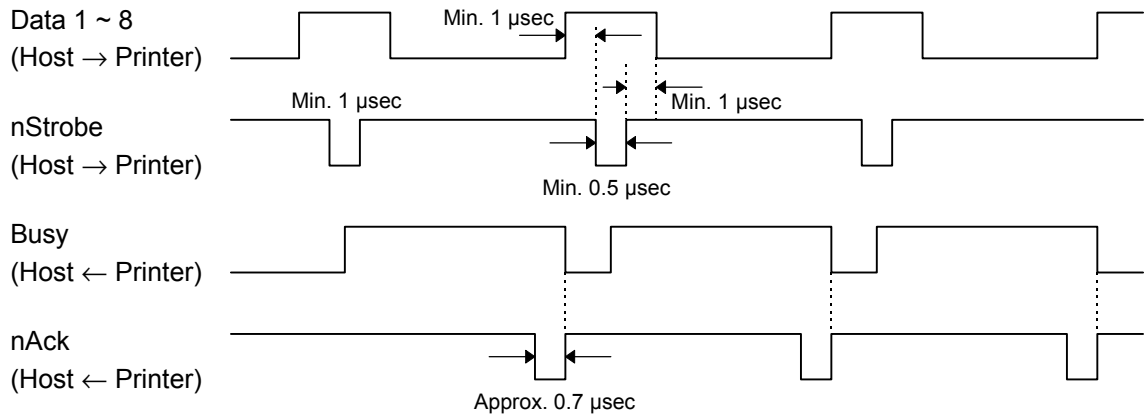 Data 1 ~ 8
(Host → Printer)
Min. 1 µsec
Min. 1 µsec
Min. 1 µsec
nStrobe
(Host → Printer)
Min. 0.5 µsec
Busy
(Host ← Printer)
nAck
(Host ← Printer)
Approx. 0.7 µsec